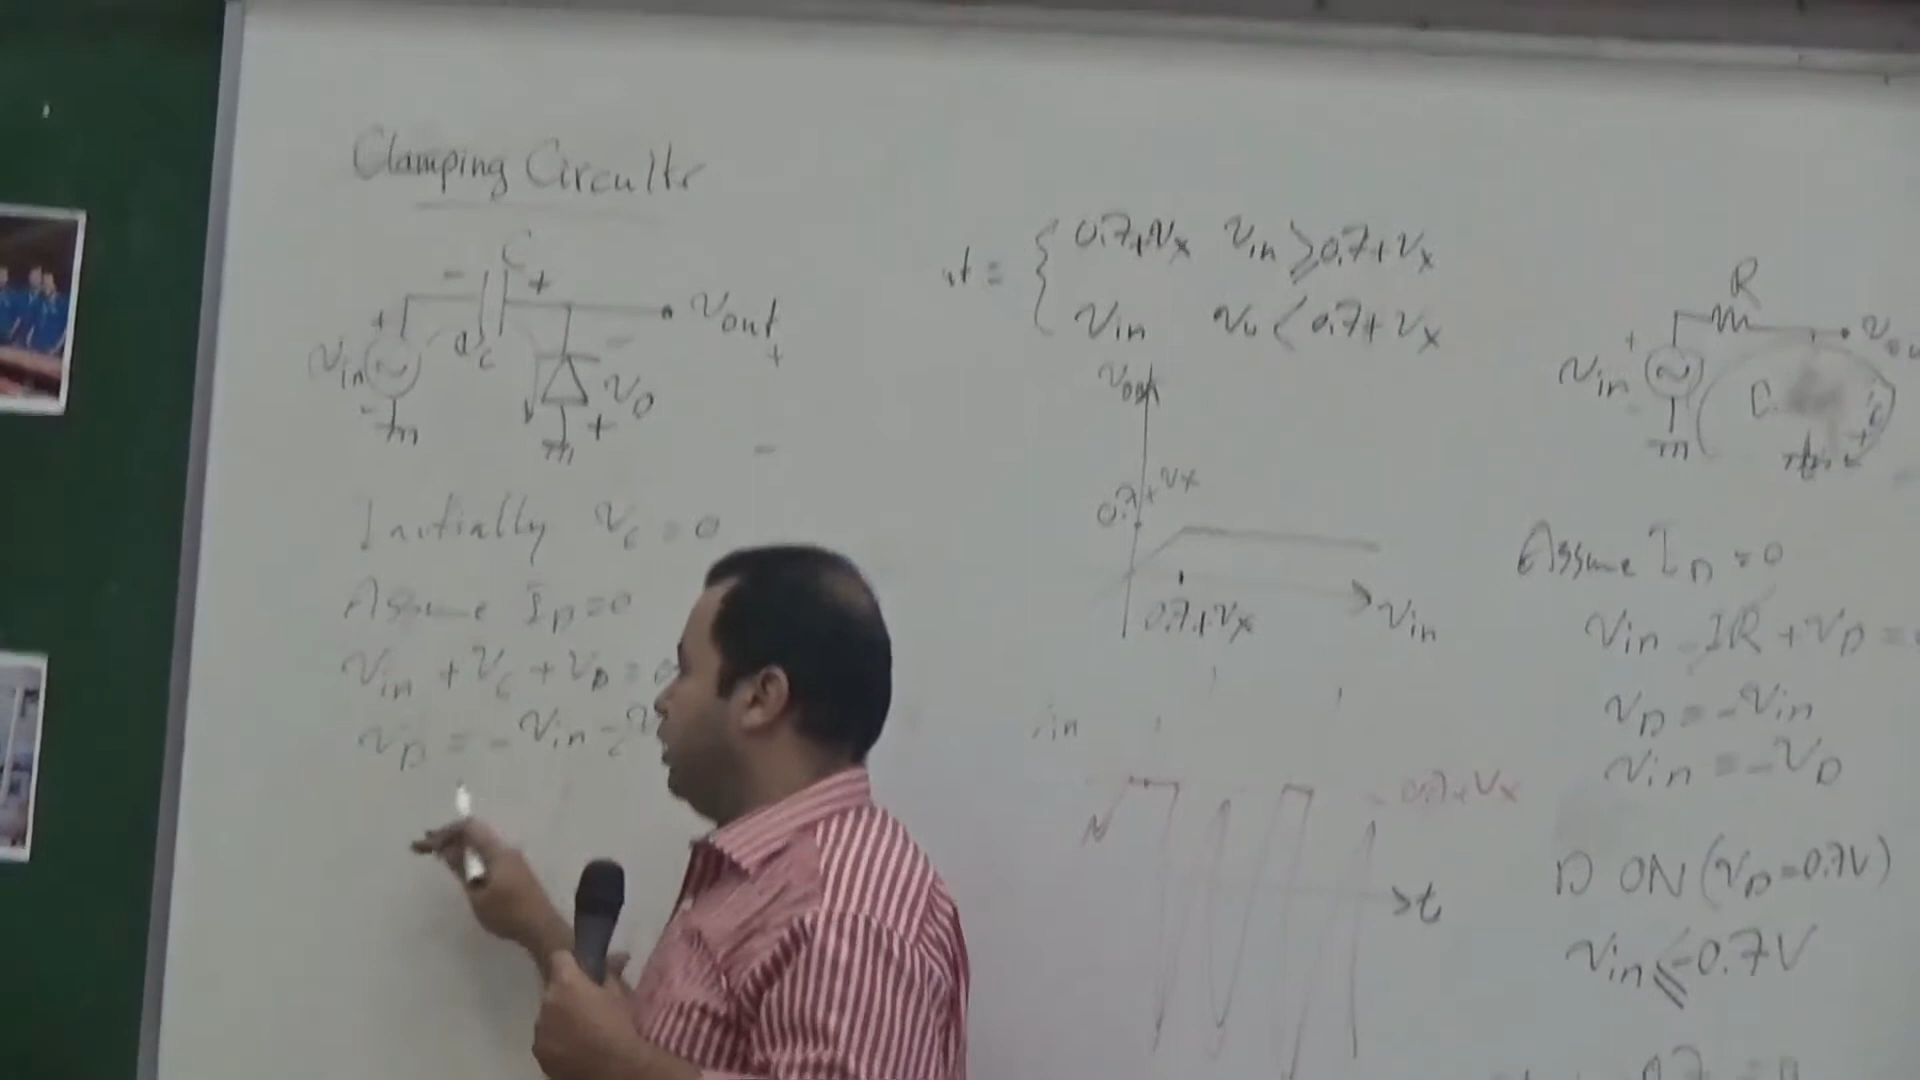 Clamping Circuits
C
- +
+ Vin -
Vc
Vout
+
-
- VD +
Initially Vc = 0
Assume ID = 0
Vin + Vc + VD = 0
VD = -Vin - Vc
ut = { 0.7+Vx Vin ≥ 0.7+Vx
Vin Vin < 0.7+Vx
Vout
0.7+Vx
0.7+Vx
Vin
in
0.7+Vx
t
R
+ Vin
Vou
D
+
Assume ID = 0
Vin - IR + VD =
VD = -Vin
Vin = -VD
D ON (VD=0.7V)
Vin ≤ -0.7V